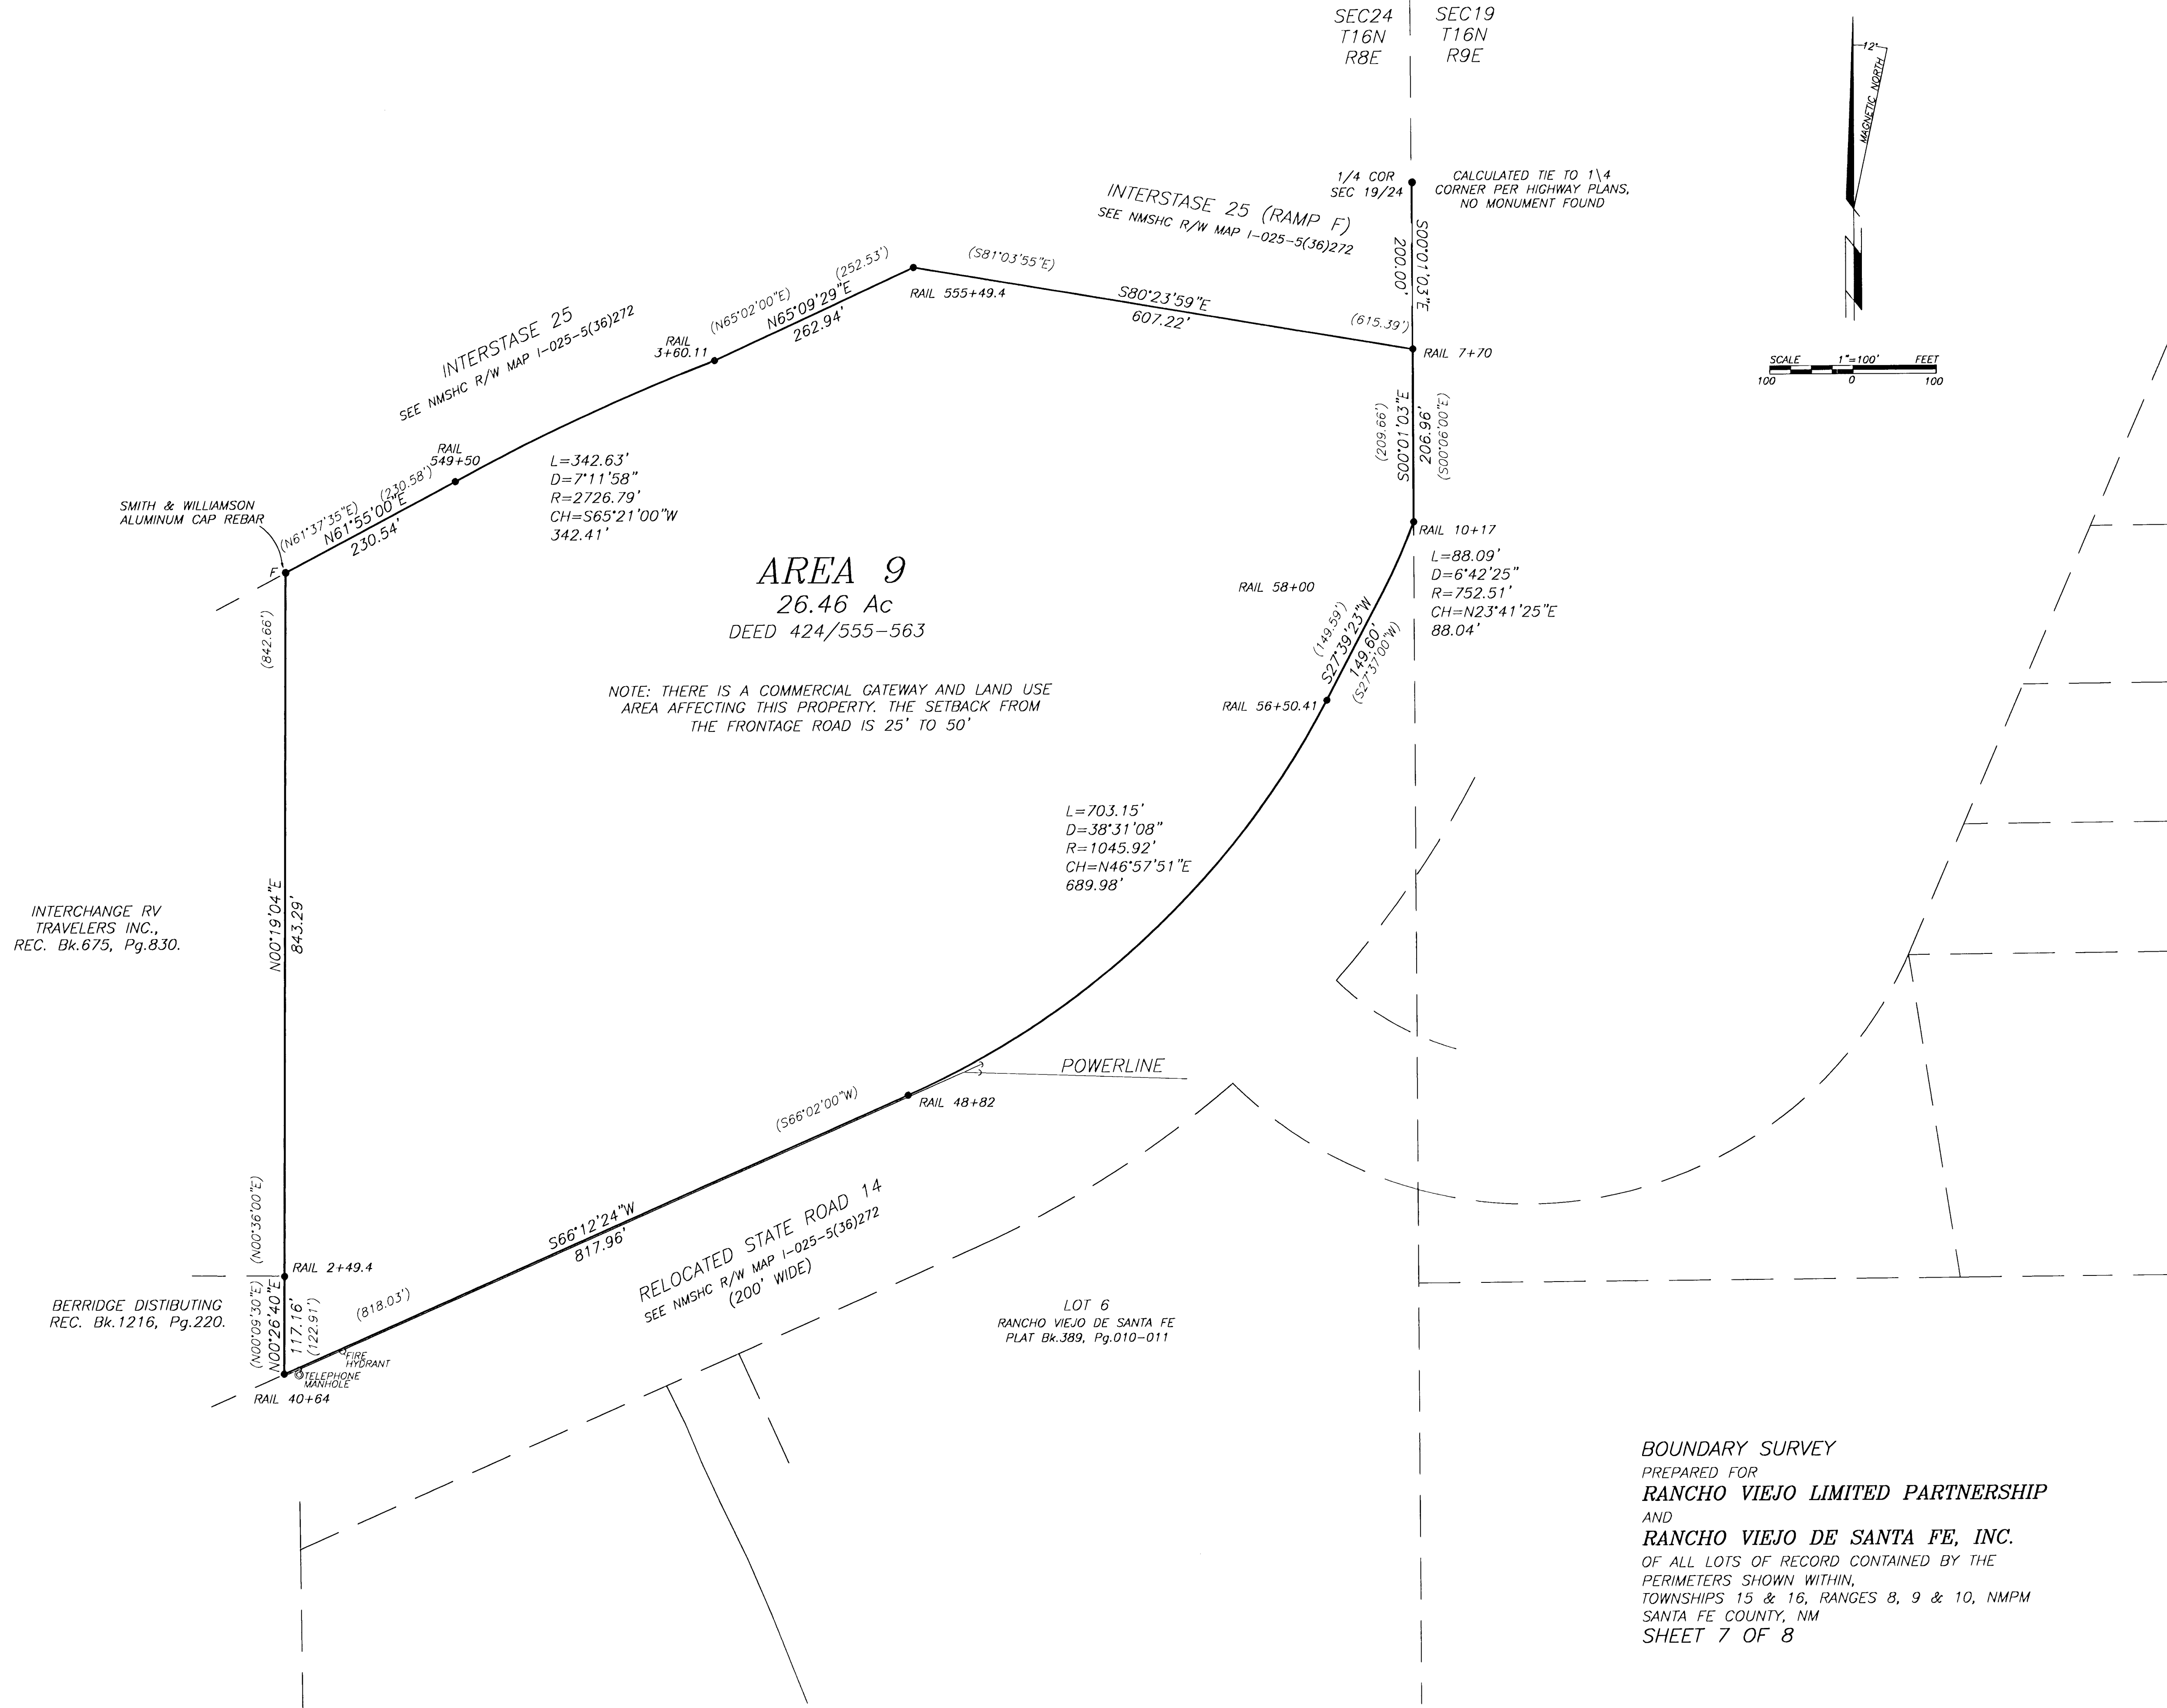 SEC24
T16N
R8E
SEC19
T16N
R9E
12°
MAGNETIC NORTH
1/4 COR
SEC 19/24
CALCULATED TIE TO 1\4
CORNER PER HIGHWAY PLANS,
NO MONUMENT FOUND
S00°01'03"E
200.00'
INTERSTASE 25 (RAMP F)
SEE NMSHC R/W MAP I-025-5(36)272
(S81°03'55"E)
S80°23'59"E
607.22'
(615.39')
RAIL 555+49.4
RAIL 7+70
SCALE 1"=100' FEET
100 0 100
(252.53')
(N65°02'00"E)
N65°09'29"E
262.94'
RAIL
3+60.11
INTERSTASE 25
SEE NMSHC R/W MAP I-025-5(36)272
RAIL
549+50
(230.58')
(N61°37'35"E)
N61°55'00"E
230.54'
SMITH & WILLIAMSON
ALUMINUM CAP REBAR
F
L=342.63'
D=7°11'58"
R=2726.79'
CH=S65°21'00"W
342.41'
(209.66')
S00°01'03"E
206.96'
(S00°06'00"E)
RAIL 10+17
L=88.09'
D=6°42'25"
R=752.51'
CH=N23°41'25"E
88.04'
AREA 9
26.46 Ac
DEED 424/555-563
RAIL 58+00
(149.59')
S27°39'23"W
149.60'
(S27°37'00"W)
RAIL 56+50.41
NOTE: THERE IS A COMMERCIAL GATEWAY AND LAND USE
AREA AFFECTING THIS PROPERTY. THE SETBACK FROM
THE FRONTAGE ROAD IS 25' TO 50'
(842.66')
N00°19'04"E
843.29'
(N00°36'00"E)
L=703.15'
D=38°31'08"
R=1045.92'
CH=N46°57'51"E
689.98'
INTERCHANGE RV
TRAVELERS INC.,
REC. Bk.675, Pg.830.
POWERLINE
RAIL 48+82
(S66°02'00"W)
S66°12'24"W
817.96'
(818.03')
RELOCATED STATE ROAD 14
SEE NMSHC R/W MAP I-025-5(36)272
(200' WIDE)
RAIL 2+49.4
BERRIDGE DISTIBUTING
REC. Bk.1216, Pg.220.
(N00°09'30"E)
N00°26'40"E
117.16'
(122.91')
FIRE
HYDRANT
TELEPHONE
MANHOLE
RAIL 40+64
LOT 6
RANCHO VIEJO DE SANTA FE
PLAT Bk.389, Pg.010-011
BOUNDARY SURVEY
PREPARED FOR
RANCHO VIEJO LIMITED PARTNERSHIP
AND
RANCHO VIEJO DE SANTA FE, INC.
OF ALL LOTS OF RECORD CONTAINED BY THE
PERIMETERS SHOWN WITHIN,
TOWNSHIPS 15 & 16, RANGES 8, 9 & 10, NMPM
SANTA FE COUNTY, NM
SHEET 7 OF 8